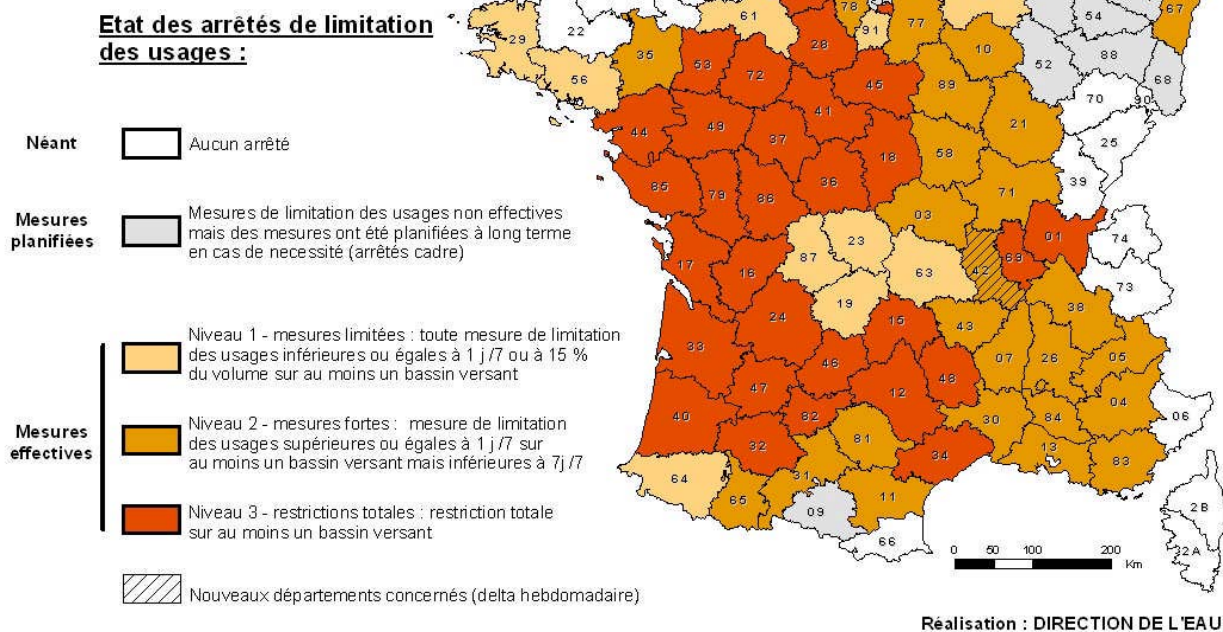 Etat des arrêtés de limitation
des usages :
Néant
Aucun arrêté
Mesures
planifiées
Mesures de limitation des usages non effectives
mais des mesures ont été planifiées à long terme
en cas de necessité (arrêtés cadre)
Mesures
effectives
Niveau 1 - mesures limitées : toute mesure de limitation
des usages inférieures ou égales à 1 j /7 ou à 15 %
du volume sur au moins un bassin versant
Niveau 2 - mesures fortes : mesure de limitation
des usages supérieures ou égales à 1 j /7 sur
au moins un bassin versant mais inférieures à 7j /7
Niveau 3 - restrictions totales : restriction totale
sur au moins un bassin versant
Nouveaux départements concernés (delta hebdomadaire)
22 61 78 91 77 54 67
29 35 53 72 28 10 52 88 68
56 45 89 70 90
44 49 37 41 21 25
85 79 86 36 18 58 71 39
03 01 74
17 16 87 23 63 42 69 73
24 19 15 43 38
33 46 48 07 26 05
40 47 82 12 30 84 04 06
32 81 34 13 83
64 65 31 11
09 66 2B
2A
0 50 100 200
Km
Réalisation : DIRECTION DE L'EAU